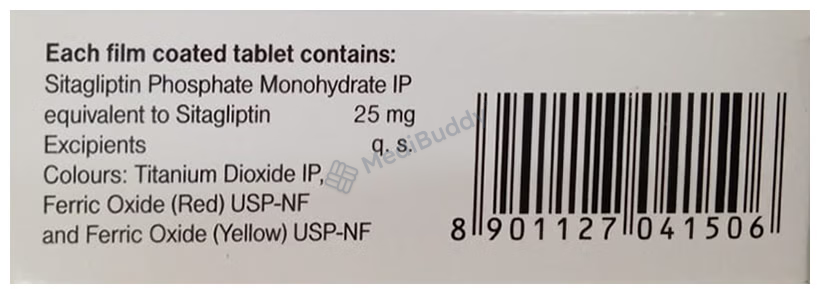 Each film coated tablet contains:
Sitagliptin Phosphate Monohydrate IP
equivalent to Sitagliptin 25 mg
Excipients q. s.
Colours: Titanium Dioxide IP,
Ferric Oxide (Red) USP-NF
and Ferric Oxide (Yellow) USP-NF
MediBuddy
8 901127 041506